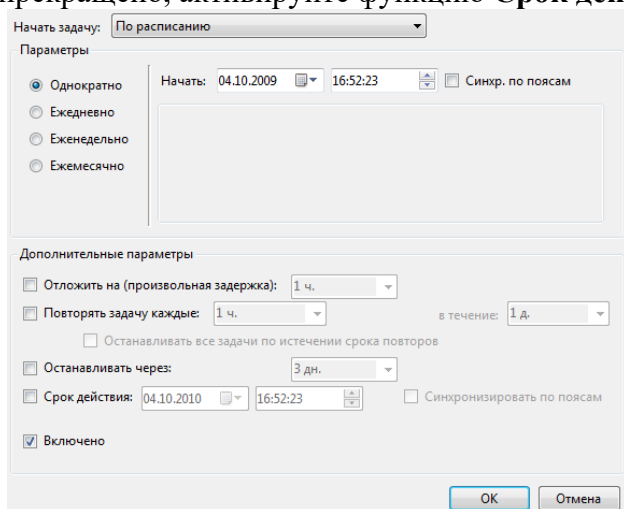 прекращено, активируйте функцию Срок дей
Начать задачу: По расписанию
Параметры
Однократно Начать: 04.10.2009 16:52:23 Синхр. по поясам
Ежедневно
Еженедельно
Ежемесячно
Дополнительные параметры
Отложить на (произвольная задержка): 1 ч.
Повторять задачу каждые: 1 ч. в течение: 1 д.
Останавливать все задачи по истечении срока повторов
Останавливать через: 3 дн.
Срок действия: 04.10.2010 16:52:23 Синхронизировать по поясам
Включено
ОК Отмена